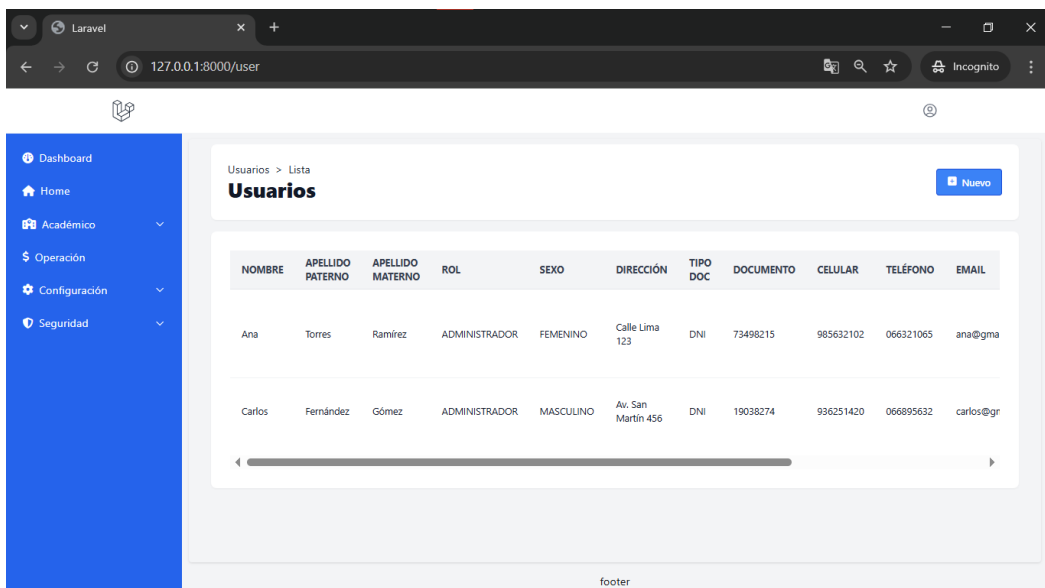 Laravel
127.0.0.1:8000/user
Incognito
Dashboard
Home
Académico
Operación
Configuración
Seguridad
Usuarios > Lista
Usuarios
Nuevo
NOMBRE APELLIDO PATERNO APELLIDO MATERNO ROL SEXO DIRECCIÓN TIPO DOC DOCUMENTO CELULAR TELÉFONO EMAIL
Ana Torres Ramírez ADMINISTRADOR FEMENINO Calle Lima 123 DNI 73498215 985632102 066321065 ana@gma
Carlos Fernández Gómez ADMINISTRADOR MASCULINO Av. San Martín 456 DNI 19038274 936251420 066895632
footer